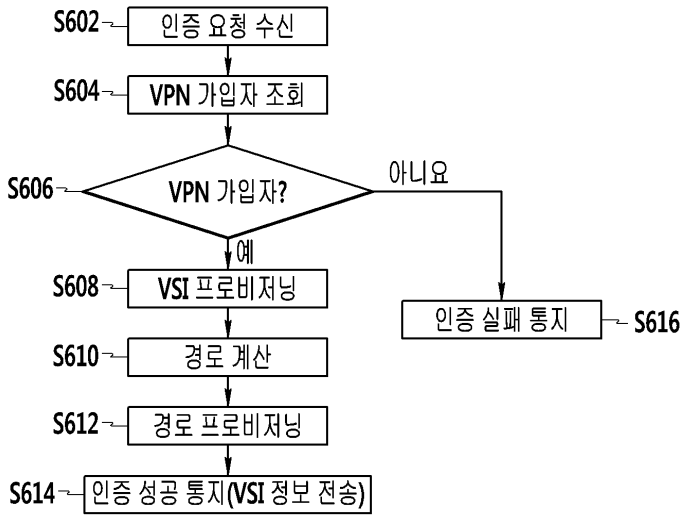 S602
인증 요청 수신
S604
VPN 가입자 조회
S606
VPN 가입자?
아니요
예
S608
VSI 프로비저닝
인증 실패 통지
S616
S610
경로 계산
S612
경로 프로비저닝
S614
인증 성공 통지(VSI 정보 전송)